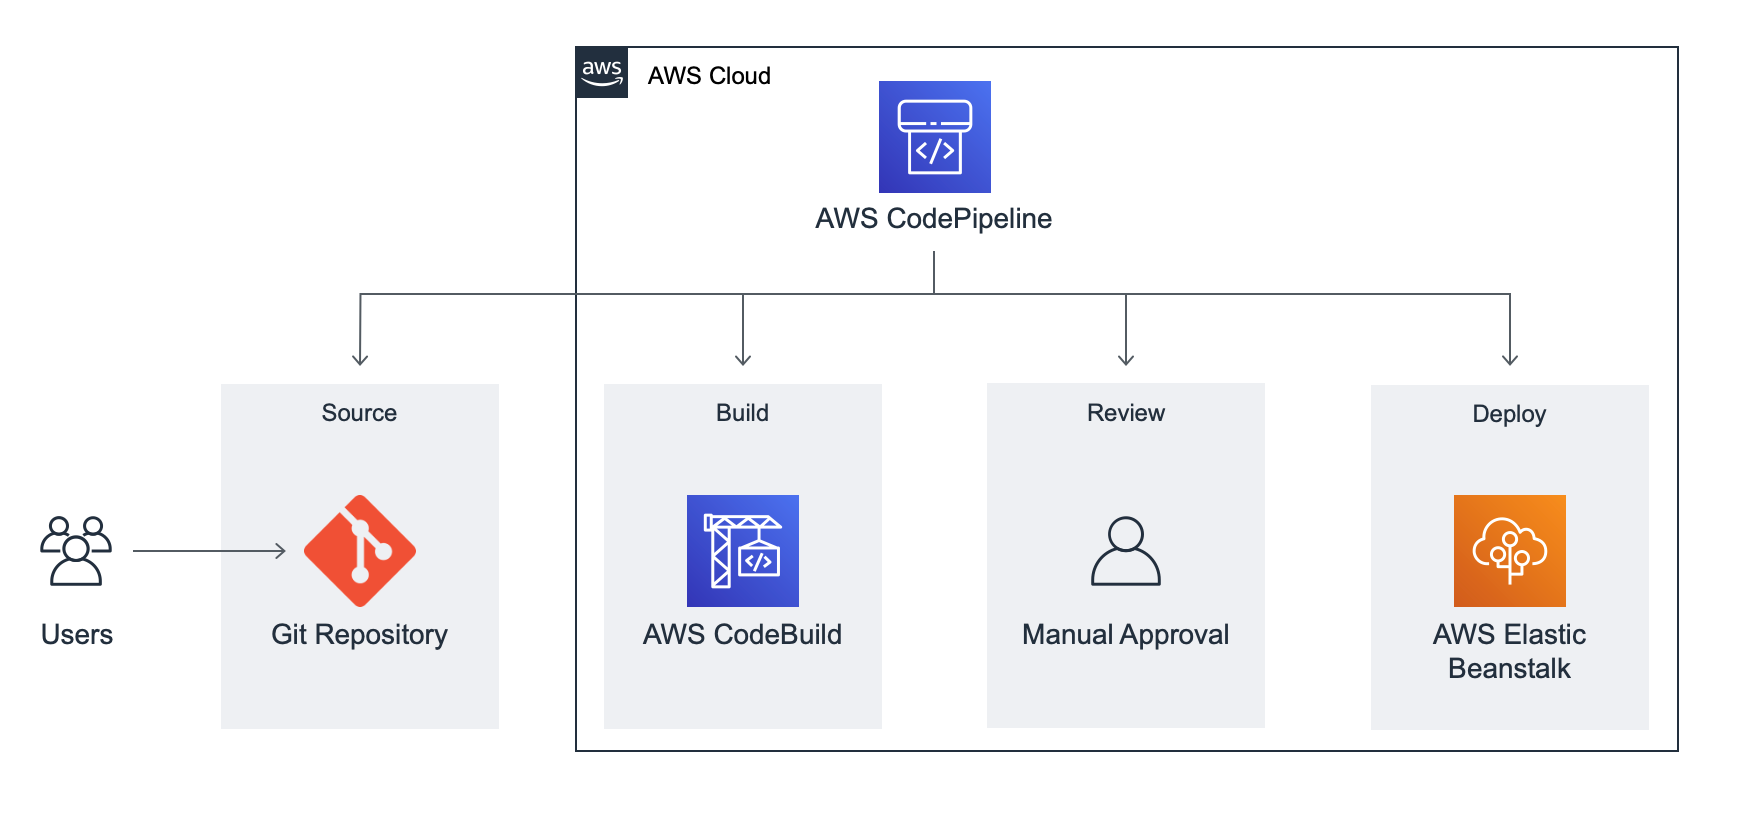 aws
AWS Cloud
</>
AWS CodePipeline
Source
Build
Review
Deploy
</>
Users
Git Repository
AWS CodeBuild
Manual Approval
AWS Elastic
Beanstalk